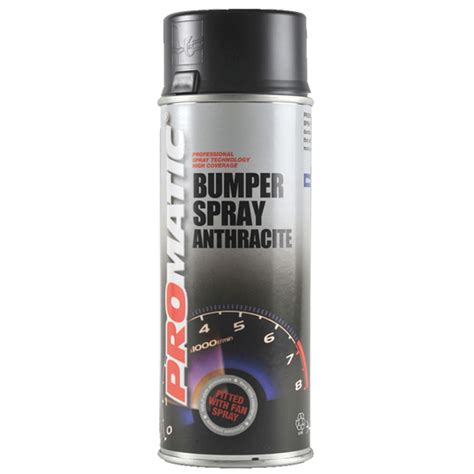 PROMATIC
PROFESSIONAL
SPRAY TECHNOLOGY
HIGH COVERAGE
BUMPER
SPRAY
ANTHRACITE
4 5 6 7 8
x1000r/min
FITTED
WITH FAN
SPRAY